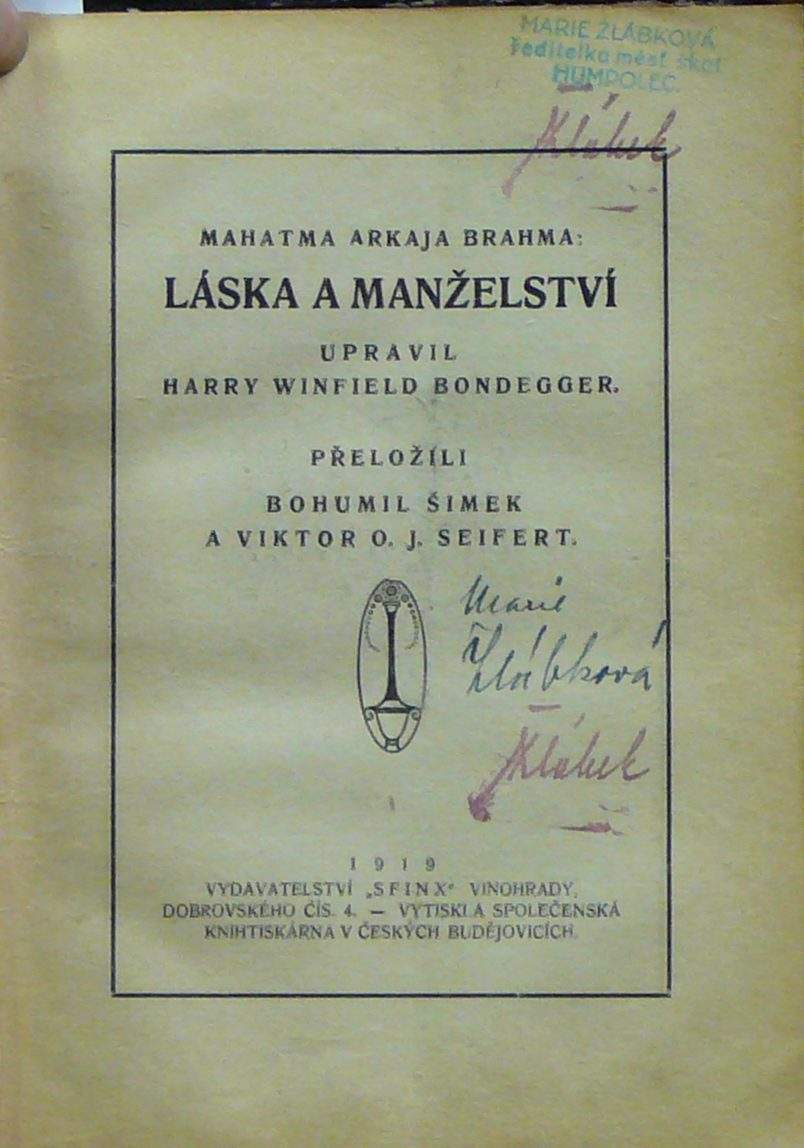 MARIE ŽLÁBKOVÁ
ředitelka měst. škol
HUMPOLEC.
MAHATMA ARKAJA BRAHMA:
LÁSKA A MANŽELSTVÍ
UPRAVIL
HARRY WINFIELD BONDEGGER.
PŘELOŽILI
BOHUMIL ŠIMEK
A VIKTOR O. J. SEIFERT.
Marie
Žlábková
1919
VYDAVATELSTVÍ „SFINX“ VINOHRADY,
DOBROVSKÉHO ČÍS. 4. — VYTISKLA SPOLEČENSKÁ
KNIHTISKÁRNA V ČESKÝCH BUDĚJOVICÍCH.